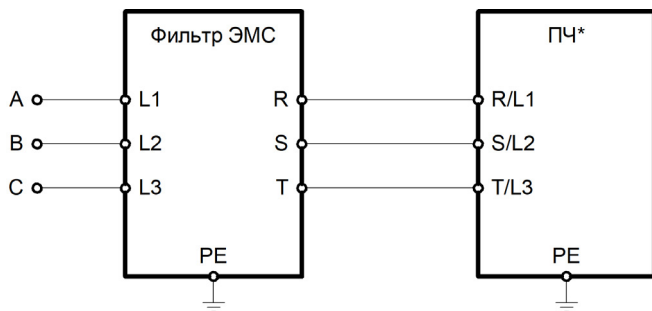 Фильтр ЭМС ПЧ*
A L1 R R/L1
B L2 S S/L2
C L3 T T/L3
PE PE